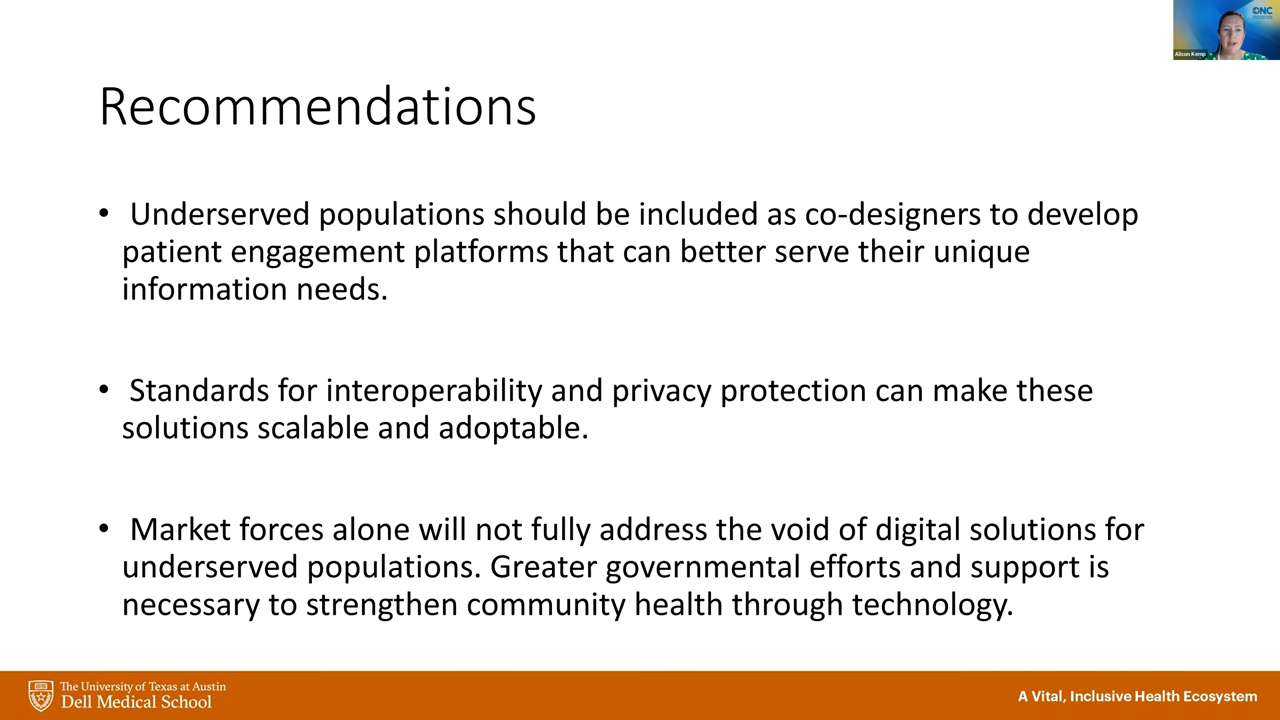 ONC
Alison Kemp
Recommendations
• Underserved populations should be included as co-designers to develop
patient engagement platforms that can better serve their unique
information needs.
• Standards for interoperability and privacy protection can make these
solutions scalable and adoptable.
• Market forces alone will not fully address the void of digital solutions for
underserved populations. Greater governmental efforts and support is
necessary to strengthen community health through technology.
The University of Texas at Austin
Dell Medical School
A Vital, Inclusive Health Ecosystem